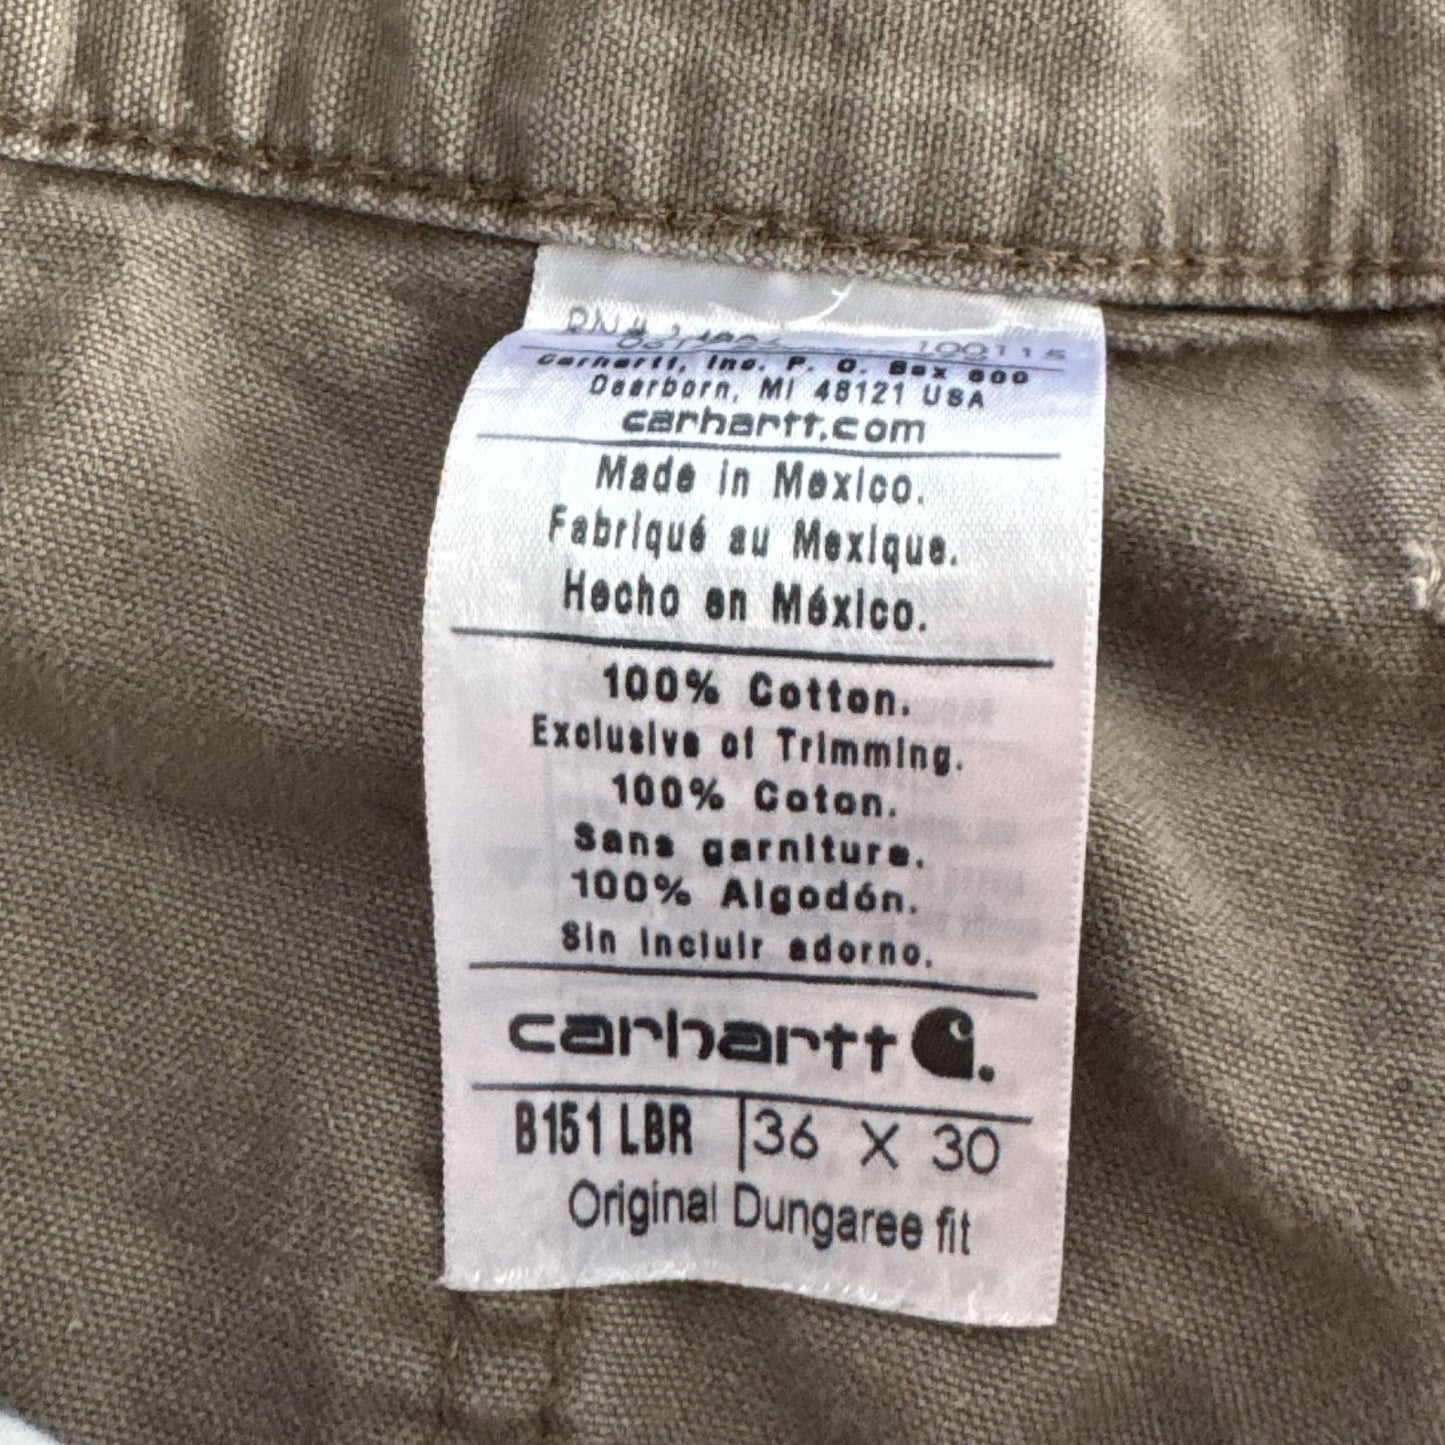 RN#
100115
Carhartt, Inc. P. O. Box 600
Dearborn, MI 48121 USA
carhartt.com
Made in Mexico.
Fabriqué au Mexique.
Hecho en México.
100% Cotton.
Exclusive of Trimming.
100% Coton.
Sans garniture.
100% Algodón.
Sin incluir adorno.
carhartt
B151 LBR 36 X 30
Original Dungaree fit